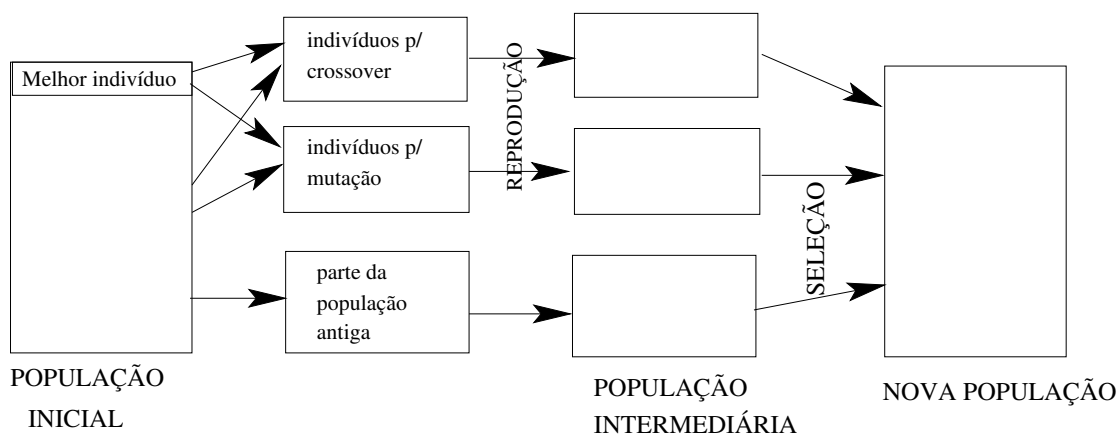 Melhor indivíduo
indivíduos p/
crossover
indivíduos p/
mutação
parte da
população
antiga
REPRODUÇÃO
SELEÇÃO
POPULAÇÃO
INICIAL
POPULAÇÃO
INTERMEDIÁRIA
NOVA POPULAÇÃO